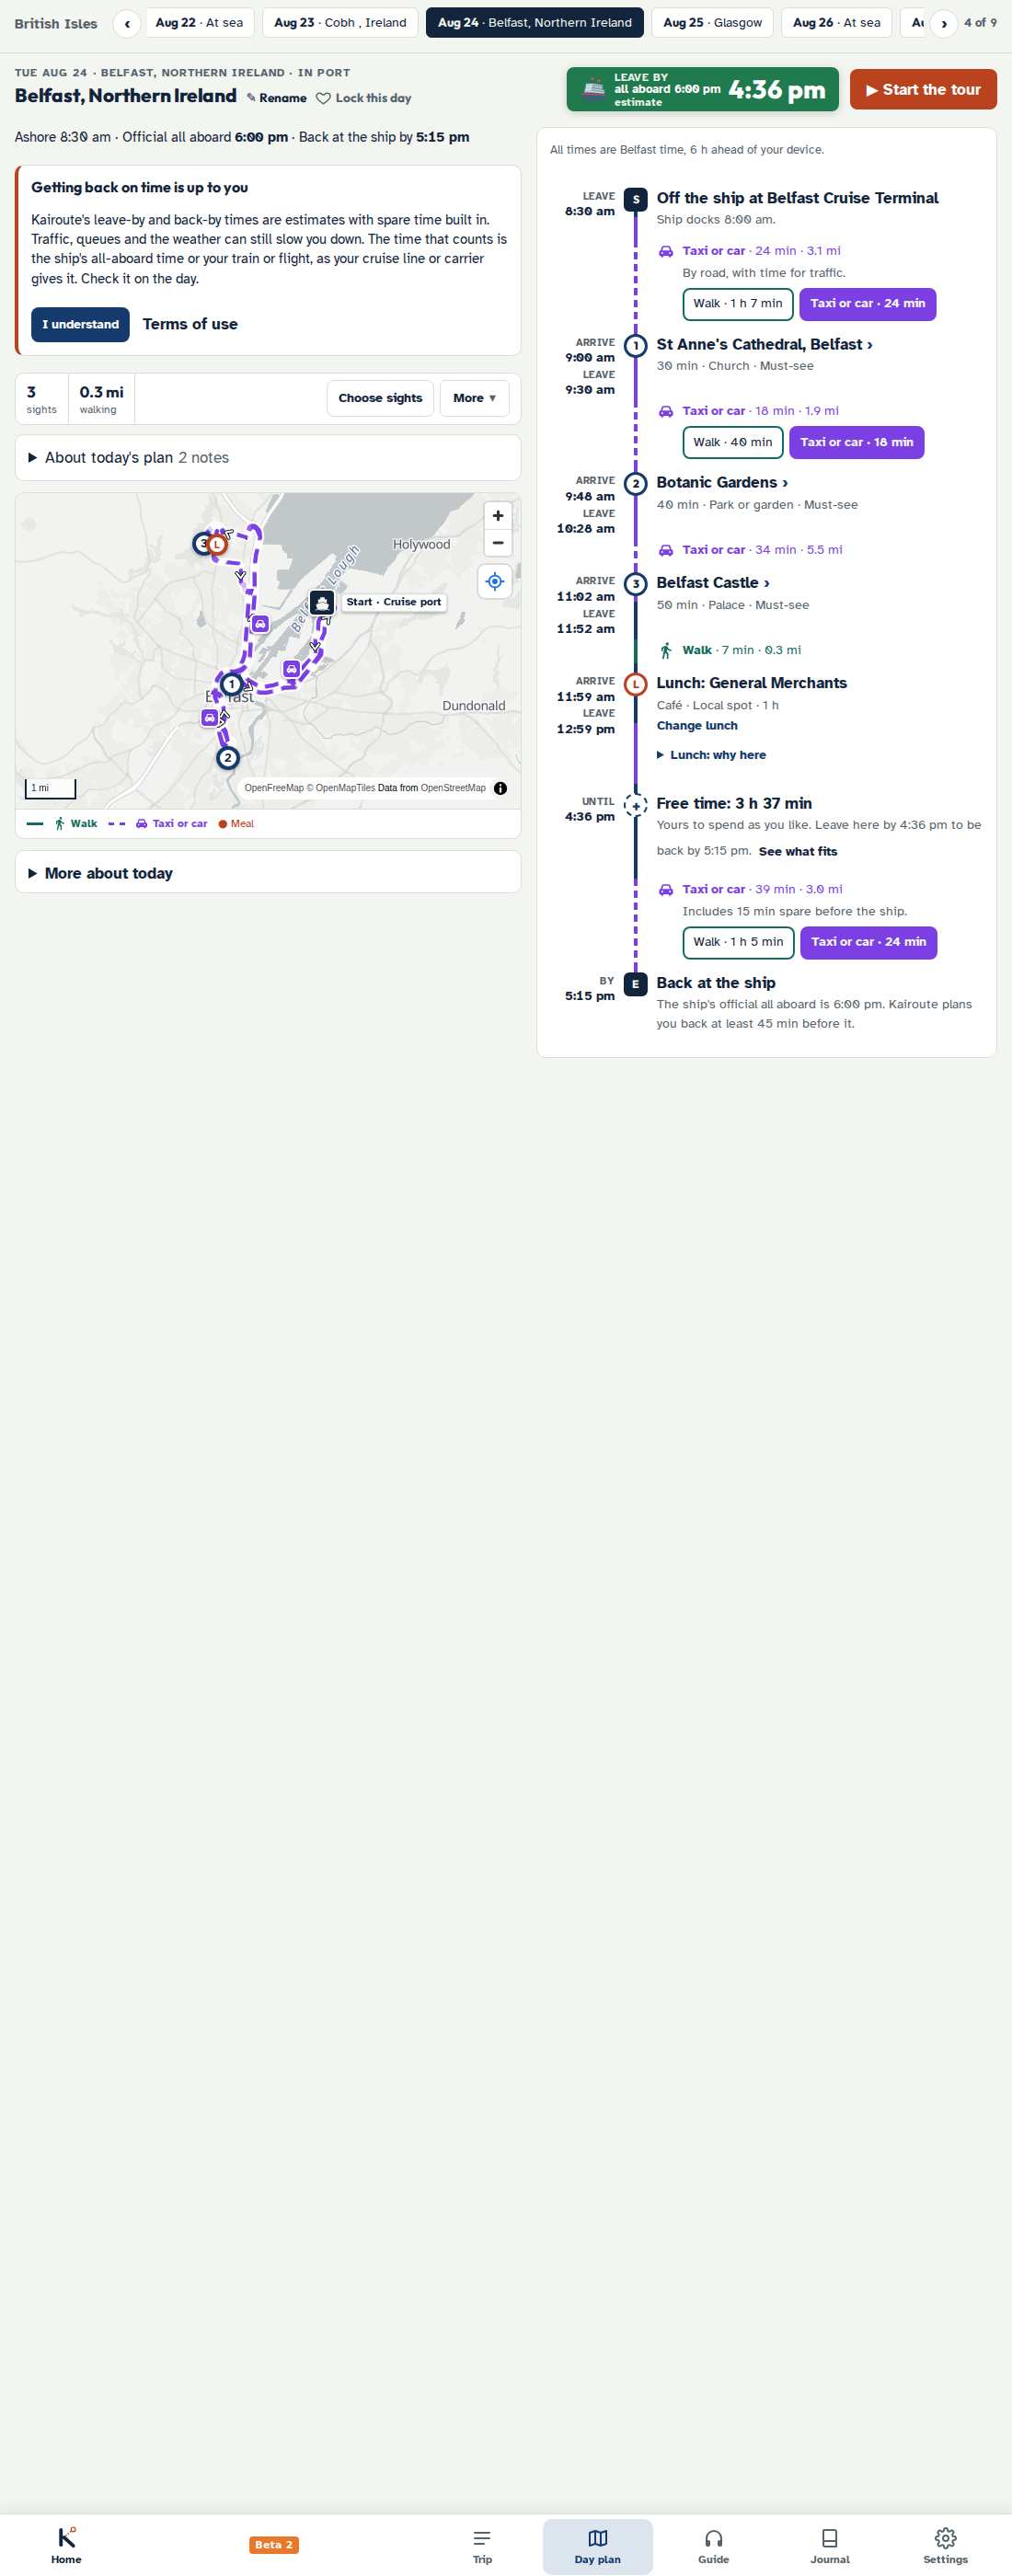 British Isles
‹
Aug 22 · At sea
Aug 23 · Cobh , Ireland
Aug 24 · Belfast, Northern Ireland
Aug 25 · Glasgow
Aug 26 · At sea
›
4 of 9
TUE AUG 24 · BELFAST, NORTHERN IRELAND · IN PORT
Belfast, Northern Ireland
✎ Rename
Lock this day
LEAVE BY
all aboard 6:00 pm
estimate
4:36 pm
▶ Start the tour
Ashore 8:30 am · Official all aboard 6:00 pm · Back at the ship by 5:15 pm
Getting back on time is up to you
Kairoute's leave-by and back-by times are estimates with spare time built in.
Traffic, queues and the weather can still slow you down. The time that counts is
the ship's all-aboard time or your train or flight, as your cruise line or carrier
gives it. Check it on the day.
I understand
Terms of use
3
sights
0.3 mi
walking
Choose sights
More ▼
▶ About today's plan 2 notes
Holywood
Lough
Start · Cruise port
3
L
1
2
Dundonald
1 mi
OpenFreeMap © OpenMapTiles Data from OpenStreetMap
Walk
Taxi or car
Meal
▶ More about today
All times are Belfast time, 6 h ahead of your device.
LEAVE
8:30 am
S
Off the ship at Belfast Cruise Terminal
Ship docks 8:00 am.
Taxi or car · 24 min · 3.1 mi
By road, with time for traffic.
Walk · 1 h 7 min
Taxi or car · 24 min
ARRIVE
9:00 am
LEAVE
9:30 am
1
St Anne's Cathedral, Belfast ›
30 min · Church · Must-see
Taxi or car · 18 min · 1.9 mi
Walk · 40 min
Taxi or car · 18 min
ARRIVE
9:48 am
LEAVE
10:28 am
2
Botanic Gardens ›
40 min · Park or garden · Must-see
Taxi or car · 34 min · 5.5 mi
ARRIVE
11:02 am
LEAVE
11:52 am
3
Belfast Castle ›
50 min · Palace · Must-see
Walk · 7 min · 0.3 mi
ARRIVE
11:59 am
LEAVE
12:59 pm
L
Lunch: General Merchants
Café · Local spot · 1 h
Change lunch
▶ Lunch: why here
UNTIL
4:36 pm
+
Free time: 3 h 37 min
Yours to spend as you like. Leave here by 4:36 pm to be
back by 5:15 pm. See what fits
Taxi or car · 39 min · 3.0 mi
Includes 15 min spare before the ship.
Walk · 1 h 5 min
Taxi or car · 24 min
BY
5:15 pm
E
Back at the ship
The ship's official all aboard is 6:00 pm. Kairoute plans
you back at least 45 min before it.
Home
Beta 2
Trip
Day plan
Guide
Journal
Settings